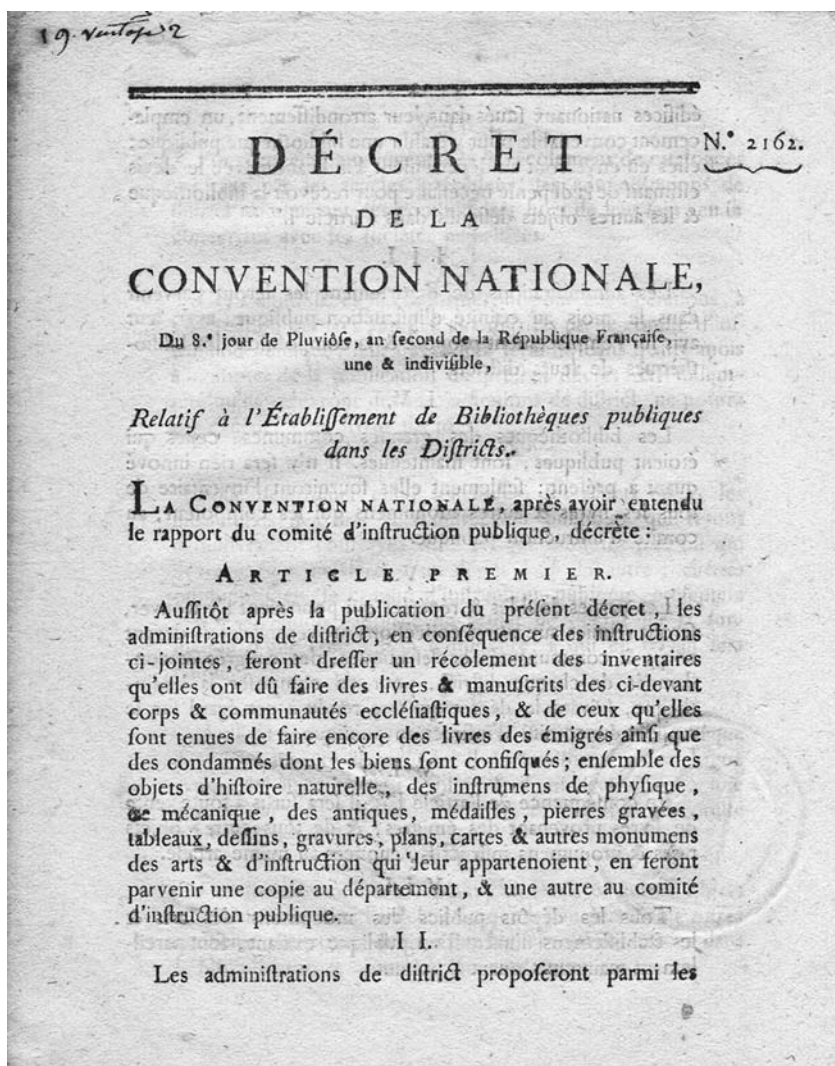 19. ventose 2
DÉCRET
N.º 2162.
DE LA
CONVENTION NATIONALE,
Du 8.e jour de Pluviôſe, an ſecond de la République Françaiſe,
une & indiviſible,
Relatif à l'Établiſſement de Bibliothèques publiques
dans les Diſtricts.
LA CONVENTION NATIONALE, après avoir entendu
le rapport du comité d'inſtruction publique, décrète :
ARTICLE PREMIER.
Auſſitôt après la publication du préſent décret, les
adminiſtrations de diſtrict, en conſéquence des inſtructions
ci-jointes, feront dreſſer un récolement des inventaires
qu'elles ont dû faire des livres & manuſcrits des ci-devant
corps & communautés eccléſiaſtiques, & de ceux qu'elles
ſont tenues de faire encore des livres des émigrés ainſi que
des condamnés dont les biens ſont confiſqués ; enſemble des
objets d'hiſtoire naturelle, des inſtrumens de phyſique,
de mécanique, des antiques, médailles, pierres gravées,
tableaux, deſſins, gravures, plans, cartes & autres monumens
des arts & d'inſtruction qui leur appartenoient, en feront
parvenir une copie au département, & une autre au comité
d'inſtruction publique.
II.
Les adminiſtrations de diſtrict propoſeront parmi les